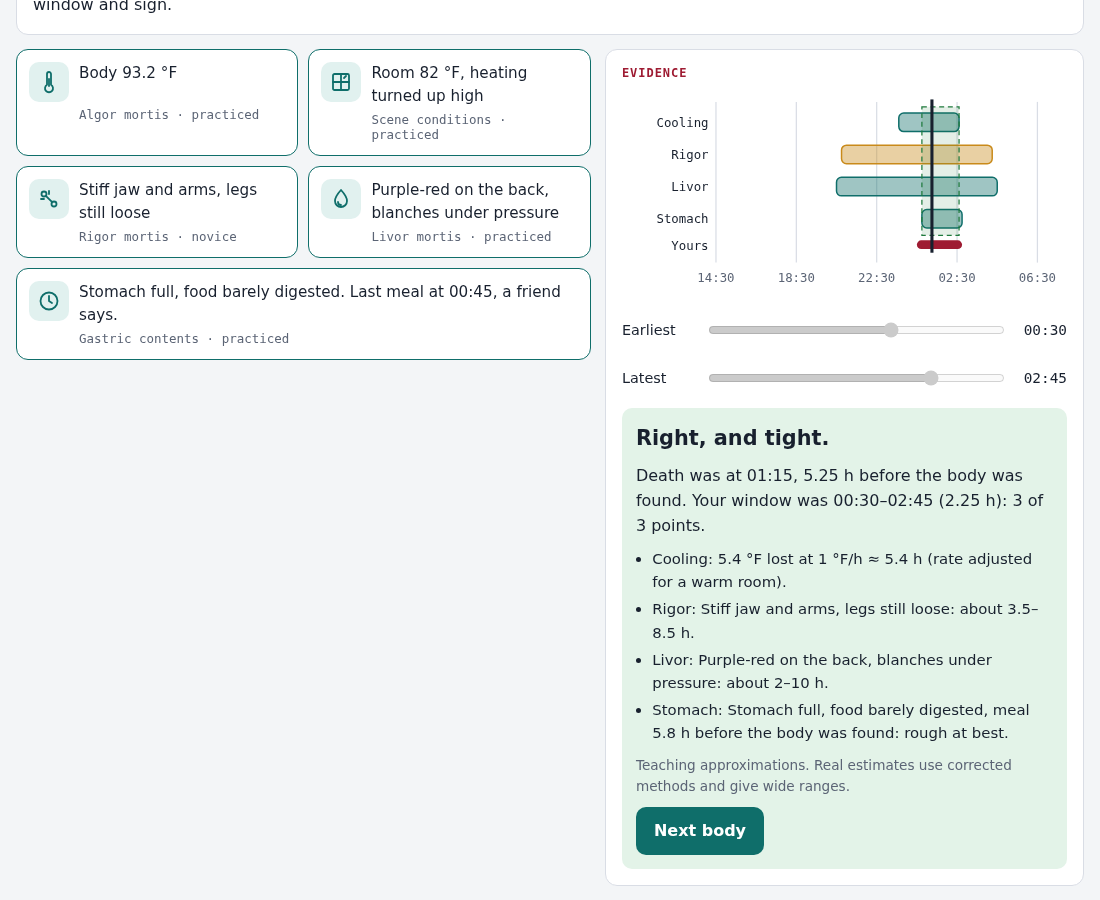 window and sign.
Body 93.2 °F
Algor mortis · practiced
Room 82 °F, heating
turned up high
Scene conditions ·
practiced
Stiff jaw and arms, legs
still loose
Rigor mortis · novice
Purple-red on the back,
blanches under pressure
Livor mortis · practiced
Stomach full, food barely digested. Last meal at 00:45, a friend
says.
Gastric contents · practiced
EVIDENCE
Cooling
Rigor
Livor
Stomach
Yours
14:30 18:30 22:30 02:30 06:30
Earliest 00:30
Latest 02:45
Right, and tight.
Death was at 01:15, 5.25 h before the body was
found. Your window was 00:30–02:45 (2.25 h): 3 of
3 points.
• Cooling: 5.4 °F lost at 1 °F/h ≈ 5.4 h (rate adjusted
for a warm room).
• Rigor: Stiff jaw and arms, legs still loose: about 3.5–
8.5 h.
• Livor: Purple-red on the back, blanches under
pressure: about 2–10 h.
• Stomach: Stomach full, food barely digested, meal
5.8 h before the body was found: rough at best.
Teaching approximations. Real estimates use corrected
methods and give wide ranges.
Next body